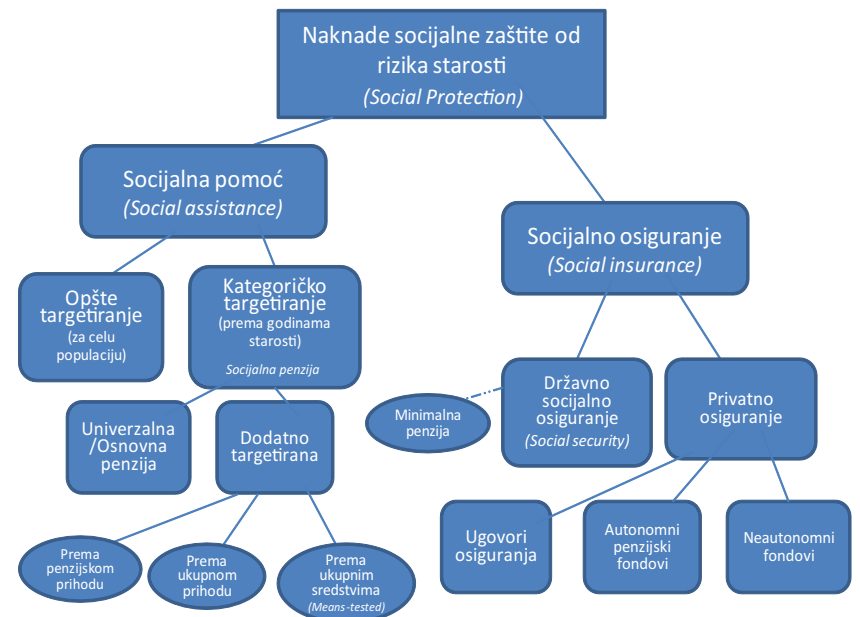 Naknade socijalne zaštite od
rizika starosti
(Social Protection)
Socijalna pomoć
(Social assistance)
Socijalno osiguranje
(Social insurance)
Opšte
targetiranje
(za celu
populaciju)
Kategoričko
targetiranje
(prema godinama
starosti)
Socijalna penzija
Minimalna
penzija
Državno
socijalno
osiguranje
(Social security)
Privatno
osiguranje
Univerzalna
/Osnovna
penzija
Dodatno
targetirana
Ugovori
osiguranja
Autonomni
penzijski
fondovi
Neautonomni
fondovi
Prema
penzijskom
prihodu
Prema
ukupnom
prihodu
Prema
ukupnim
sredstvima
(Means-tested)